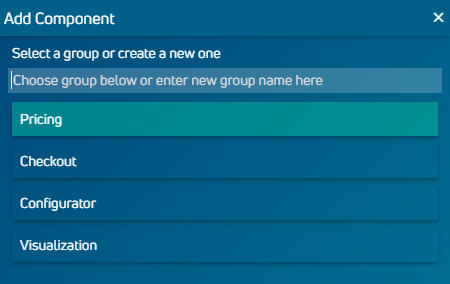 Add Component
Select a group or create a new one
Choose group below or enter new group name here
Pricing
Checkout
Configurator
Visualization